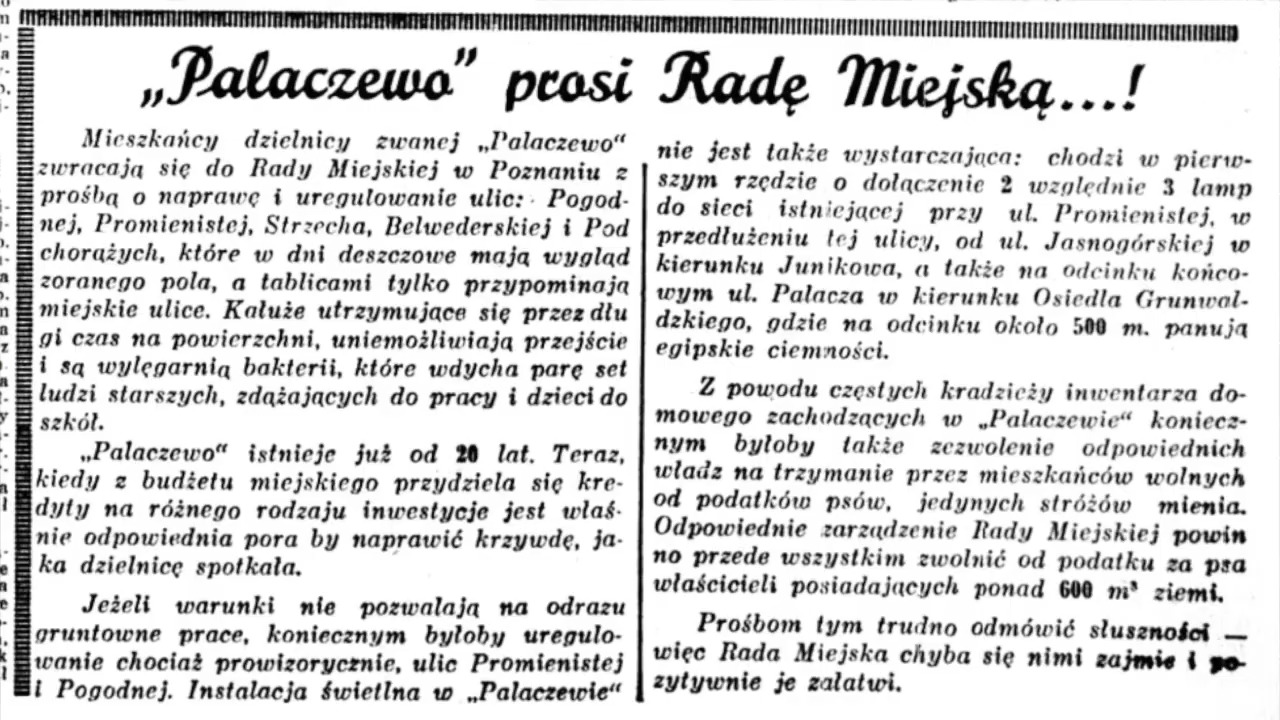 „Palaczewo” prosi Radę Miejską...!
Mieszkańcy dzielnicy zwanej „Palaczewo“
zwracają się do Rady Miejskiej w Poznaniu z
prośbą o naprawę i uregulowanie ulic: Pogod-
nej, Promienistej, Strzecha, Belwederskiej i Pod
chorążych, które w dni deszczowe mają wygląd
zoranego pola, a tablicami tylko przypominają
miejskie ulice. Kałuże utrzymujące się przez dłu
gi czas na powierzchni, uniemożliwiają przejście
i są wylęgarnią bakterii, które wdycha parę set
ludzi starszych, zdążających do pracy i dzieci do
szkół.
„Palaczewo“ istnieje już od 20 lat. Teraz,
kiedy z budżetu miejskiego przydziela się kre-
dyty na różnego rodzaju inwestycje jest właś-
nie odpowiednia pora by naprawić krzywdę, ja-
ka dzielnicę spotkała.
Jeżeli warunki nie pozwalają na odrazu
gruntowne prace, koniecznym byłoby uregulo-
wanie chociaż prowizorycznie, ulic Promienistej
i Pogodnej. Instalacja świetlna w „Palaczewie“
nie jest także wystarczająca: chodzi w pierw-
szym rzędzie o dołączenie 2 względnie 3 lamp
do sieci istniejącej przy ul. Promienistej, w
przedłużeniu tej ulicy, od ul. Jasnogórskiej w
kierunku Junikowa, a także na odcinku końco-
wym ul. Palacza w kierunku Osiedla Grunwal-
dzkiego, gdzie na odcinku około 500 m. panują
egipskie ciemności.
Z powodu częstych kradzieży inwentarza do-
mowego zachodzących w „Palaczewie“ koniecz-
nym byłoby także zezwolenie odpowiednich
władz na trzymanie przez mieszkańców wolnych
od podatków psów, jedynych stróżów mienia.
Odpowiednie zarządzenie Rady Miejskiej powin
no przede wszystkim zwolnić od podatku za psa
właścicieli posiadających ponad 600 m² ziemi.
Prośbom tym trudno odmówić słuszności —
więc Rada Miejska chyba się nimi zajmie i po-
zytywnie je załatwi.